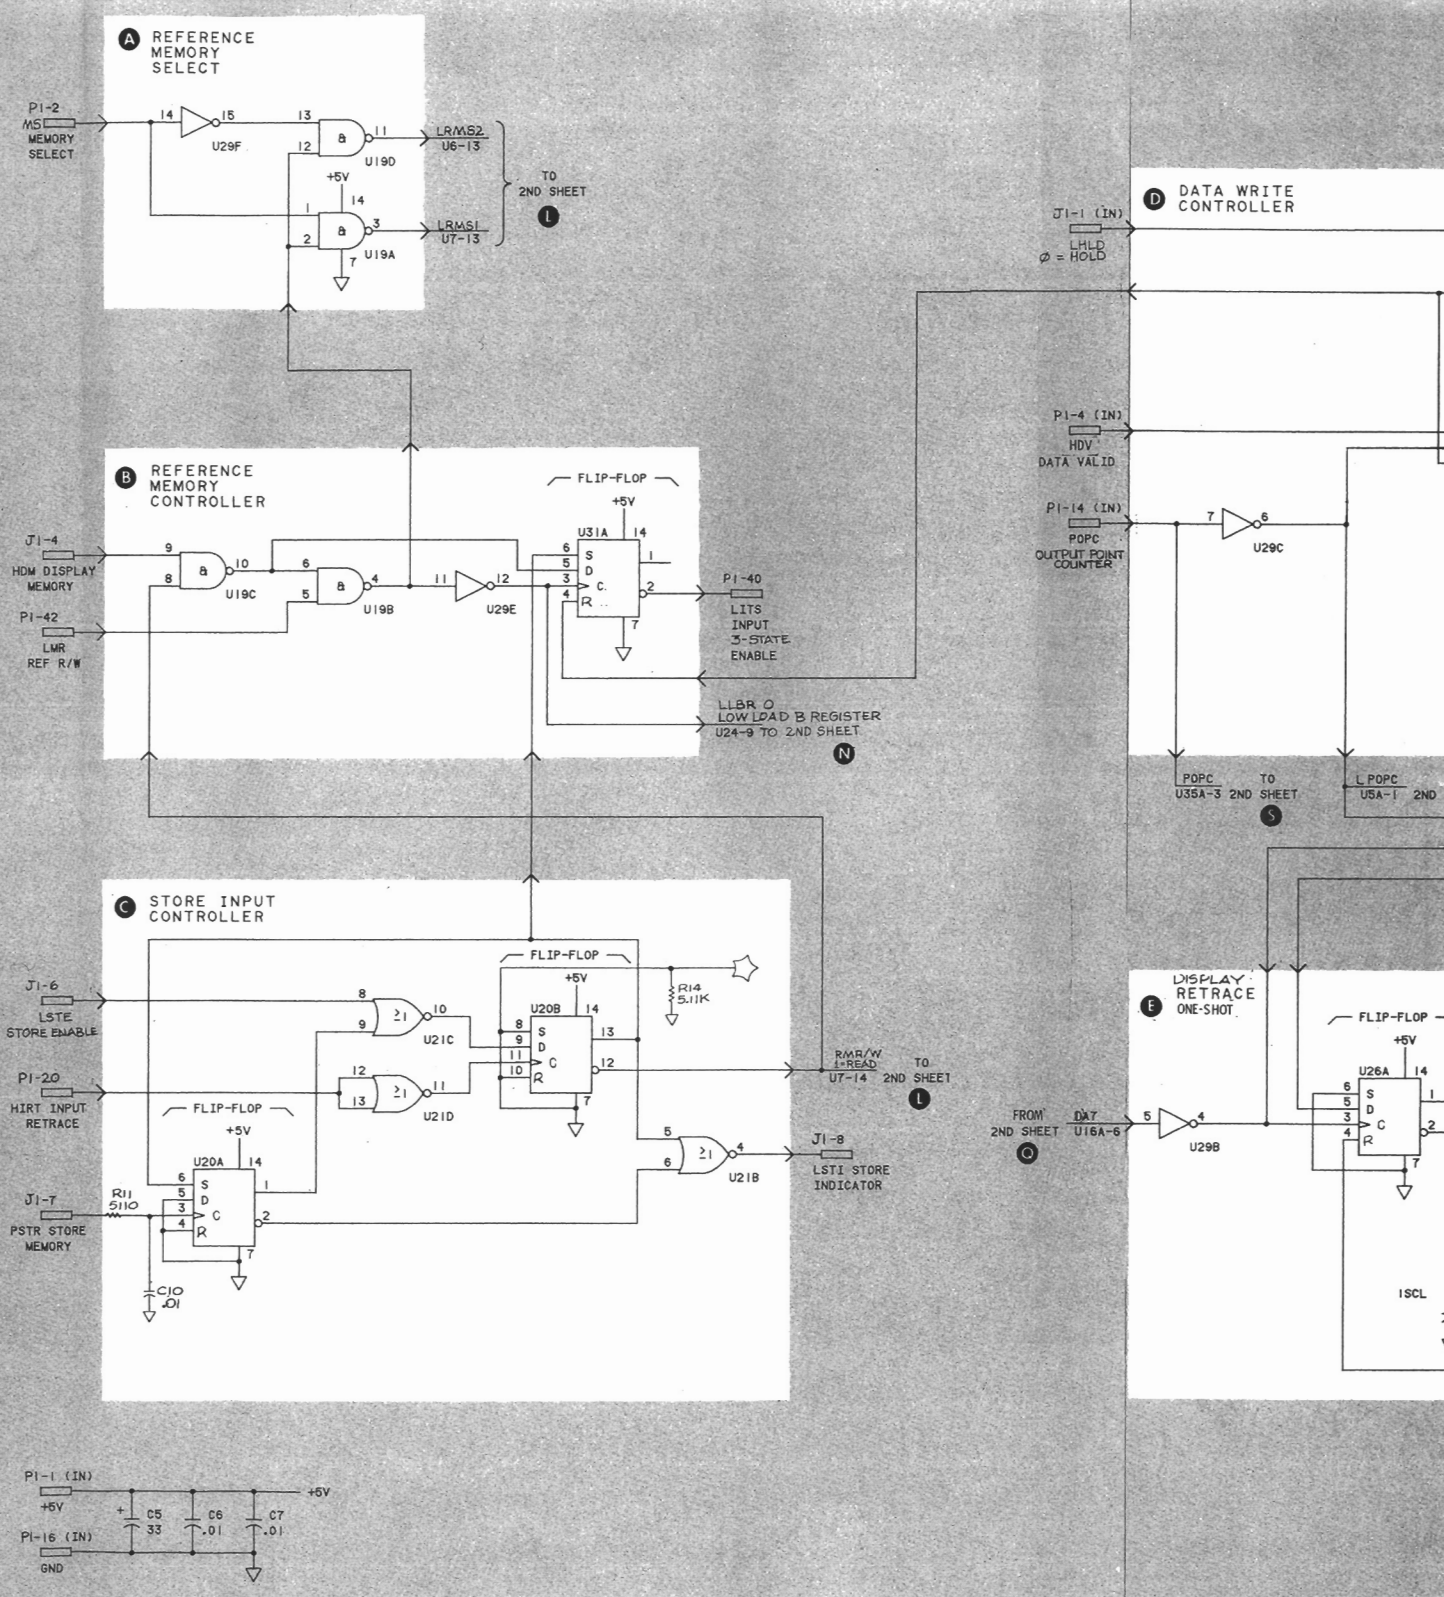 A REFERENCE
MEMORY
SELECT
P1-2
MS
MEMORY
SELECT
14
15
U29F
13
12
&
11
U19D
+5V
14
1
2
&
3
7
U19A
LRMS2
U6-13
LRMS1
U7-13
TO
2ND SHEET
L
B REFERENCE
MEMORY
CONTROLLER
J1-4
HDM DISPLAY
MEMORY
P1-42
LMR
REF R/W
9
8
&
10
U19C
6
5
&
4
U19B
11
12
U29E
FLIP-FLOP
+5V
U31A
14
6 S
5 D
3 C
4 R
1
2
7
P1-40
LITS
INPUT
3-STATE
ENABLE
LLBR O
LOW LOAD B REGISTER
U24-9 TO 2ND SHEET
N
C STORE INPUT
CONTROLLER
J1-6
LSTE
STORE ENABLE
P1-20
HIRT INPUT
RETRACE
J1-7
PSTR STORE
MEMORY
R11
5110
C10
.01
FLIP-FLOP
+5V
U20A
14
6 S
5 D
3 C
4 R
1
2
7
8
9
≥1
10
U21C
12
13
≥1
11
U21D
FLIP-FLOP
+5V
U20B
14
8 S
9 D
11 C
10 R
13
12
7
R14
5.11K
RMR/W
1=READ
U7-14
TO
2ND SHEET
L
5
6
≥1
4
U21B
J1-8
LSTI STORE
INDICATOR
P1-1 (IN)
+5V
+5V
P1-16 (IN)
GND
+
C5
33
C6
.01
C7
.01
D DATA WRITE
CONTROLLER
J1-1 (IN)
LHLD
Ø = HOLD
P1-4 (IN)
HDV
DATA VALID
P1-14 (IN)
POPC
OUTPUT POINT
COUNTER
7
6
U29C
POPC
U35A-3
TO
2ND SHEET
S
L POPC
U5A-1
2ND
E DISPLAY
RETRACE
ONE-SHOT
FROM
2ND SHEET
Q
DA7
U16A-6
5
4
U29B
FLIP-FLOP
+5V
U26A
14
6 S
5 D
3 C
4 R
1
2
7
ISCL